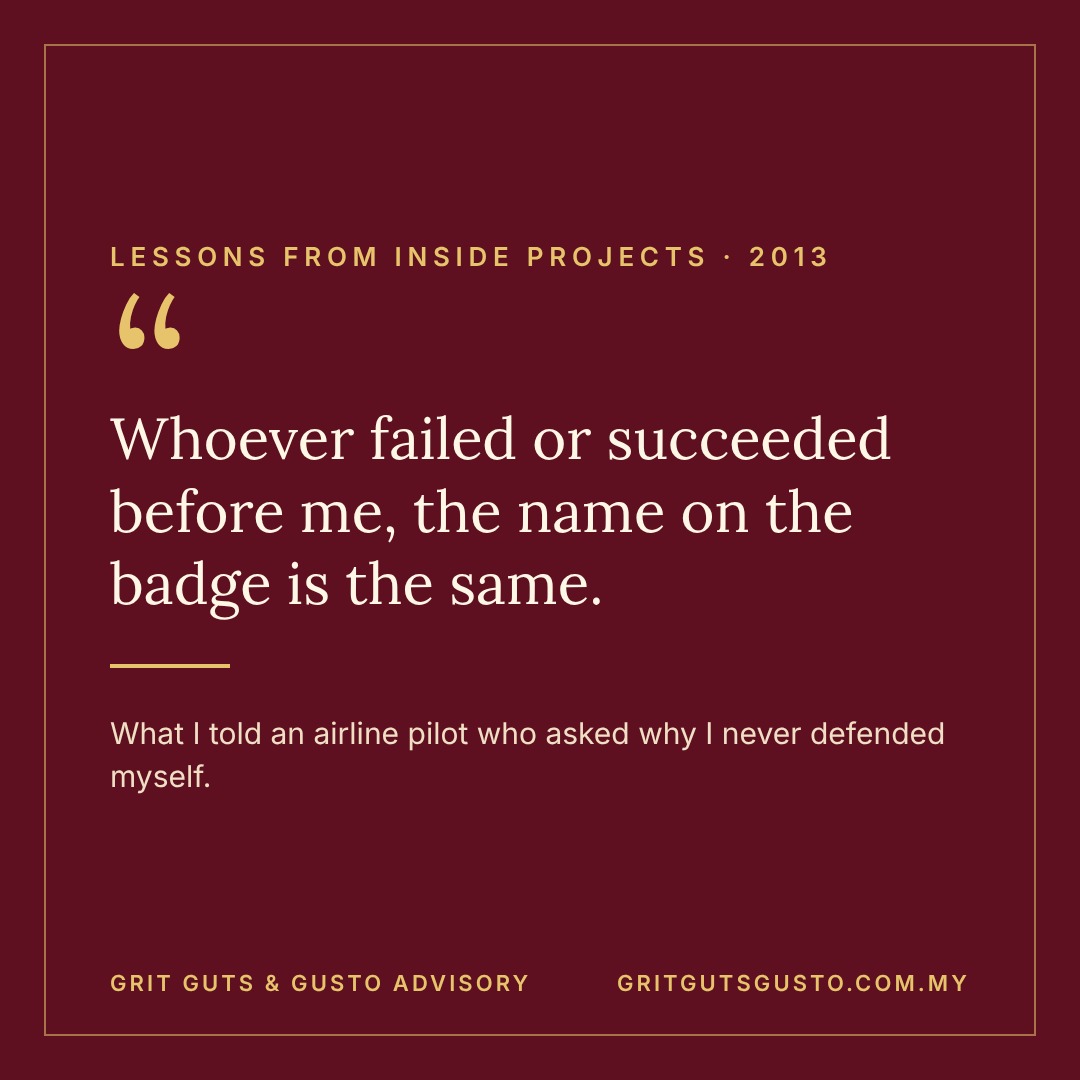 LESSONS FROM INSIDE PROJECTS · 2013
“
Whoever failed or succeeded
before me, the name on the
badge is the same.
What I told an airline pilot who asked why I never defended
myself.
GRIT GUTS & GUSTO ADVISORY
GRITGUTSGUSTO.COM.MY